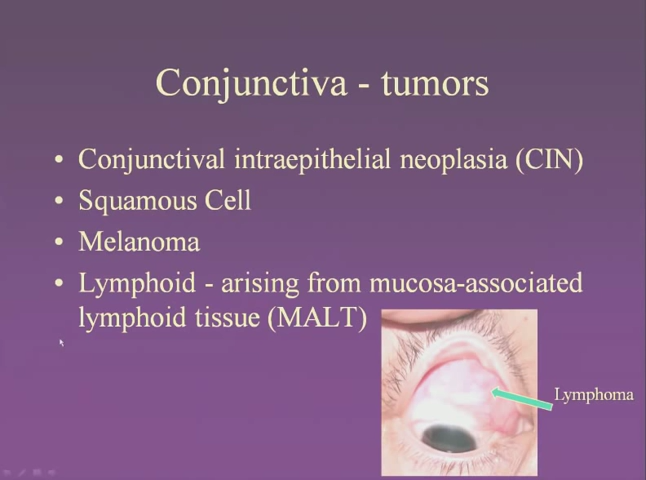 Conjunctiva - tumors
• Conjunctival intraepithelial neoplasia (CIN)
• Squamous Cell
• Melanoma
• Lymphoid - arising from mucosa-associated
lymphoid tissue (MALT)
Lymphoma